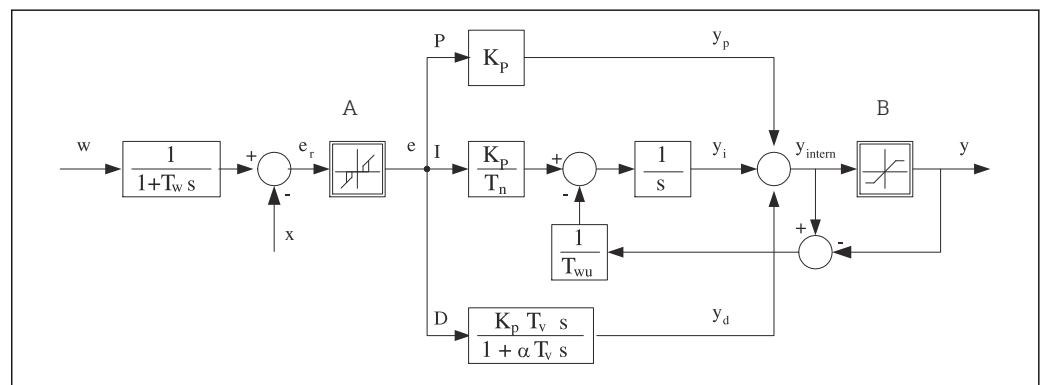 P
y_p
K_P
A
B
w
1
1+T_w s
+
-
e_r
e
I
K_P
T_n
+
-
1
s
y_i
y_intern
y
x
+
-
1
T_wu
D
K_p T_v s
1 + α T_v s
y_d